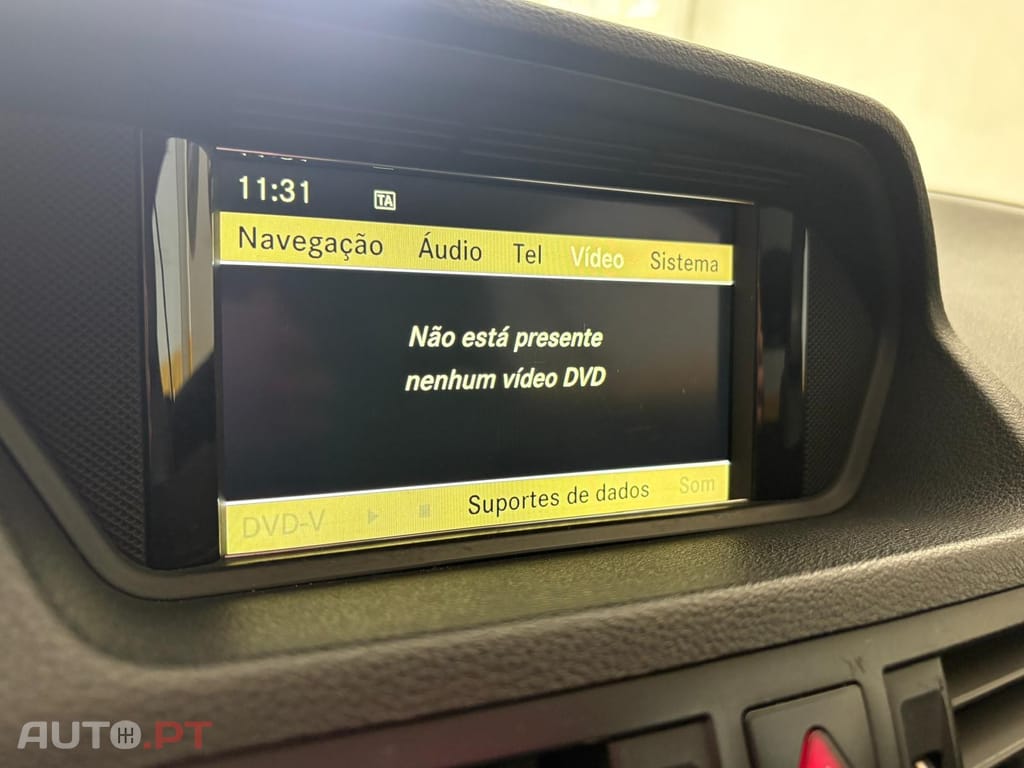 11:31 TA
Navegação Áudio Tel Vídeo Sistema
Não está presente
nenhum vídeo DVD
DVD-V Suportes de dados Som
AUTO.PT